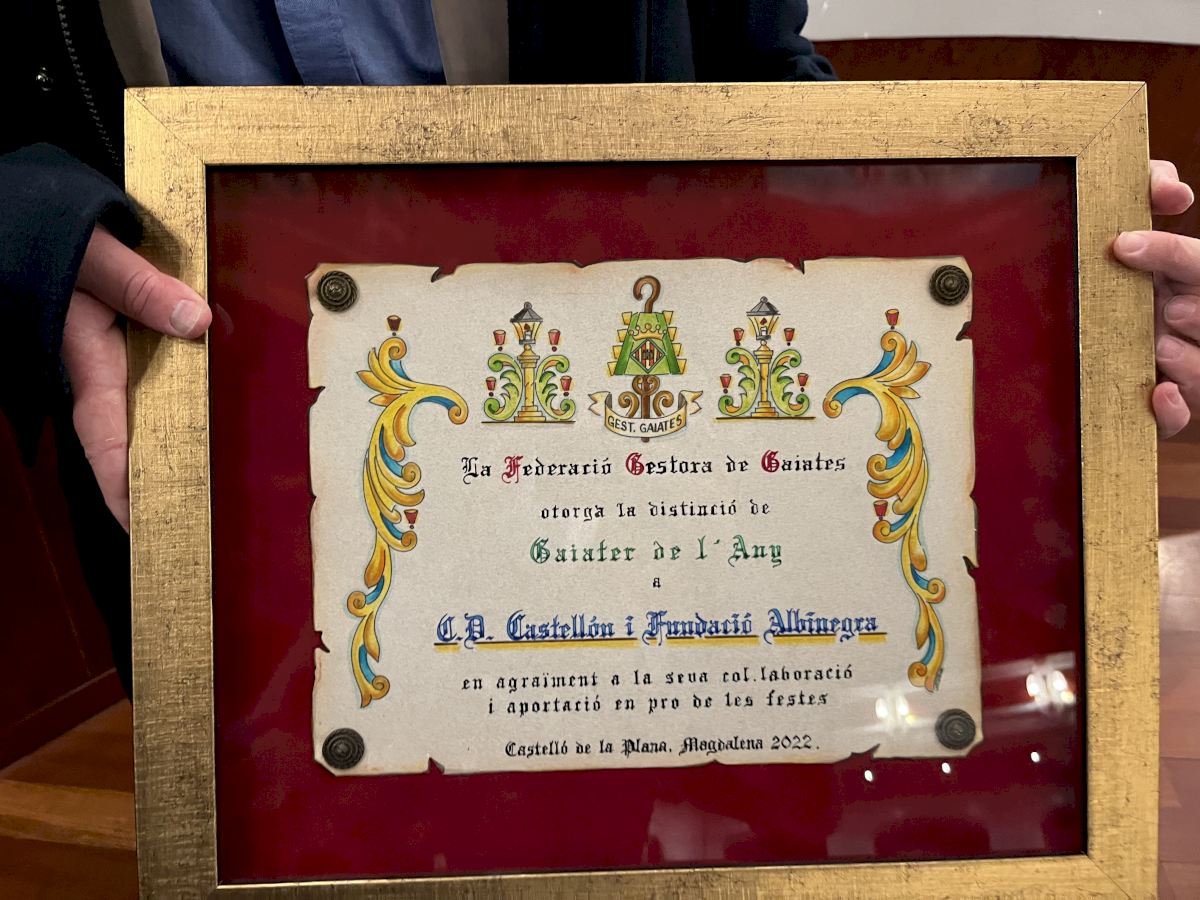 GEST. GAIATES
La Federació Gestora de Gaiates
otorga la distinció de
Gaiater de l'Any
a
C.D. Castellón i Fundació Albinegra
en agraiment a la seua col.laboració
i aportació en pro de les festes
Castelló de la Plana, Magdalena 2022.